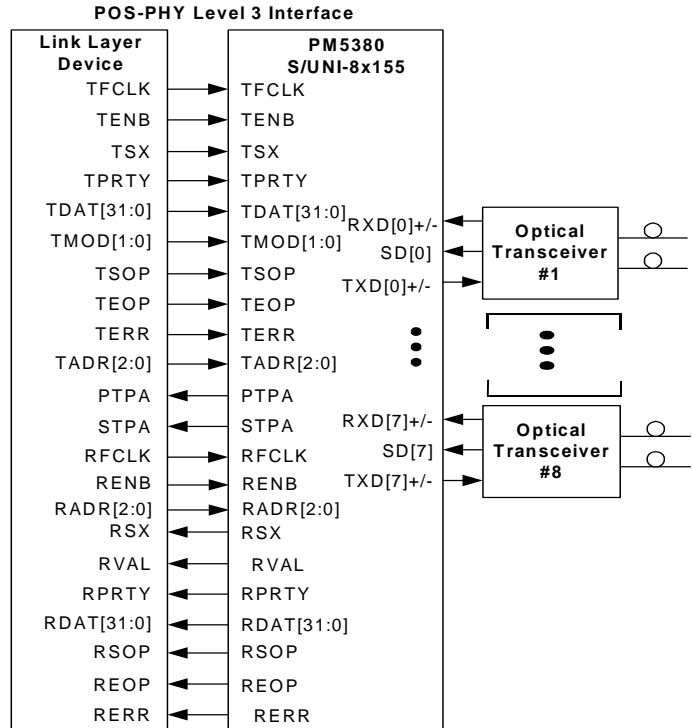 POS-PHY Level 3 Interface
Link Layer
Device
PM5380
S/UNI-8x155
TFCLK TFCLK
TENB TENB
TSX TSX
TPRTY TPRTY
TDAT[31:0] TDAT[31:0]
TMOD[1:0] TMOD[1:0]
TSOP TSOP
TEOP TEOP
TERR TERR
TADR[2:0] TADR[2:0]
PTPA PTPA
STPA STPA
RFCLK RFCLK
RENB RENB
RADR[2:0] RADR[2:0]
RSX RSX
RVAL RVAL
RPRTY RPRTY
RDAT[31:0] RDAT[31:0]
RSOP RSOP
REOP REOP
RERR RERR
RXD[0]+/-
SD[0]
TXD[0]+/-
Optical
Transceiver
#1
RXD[7]+/-
SD[7]
TXD[7]+/-
Optical
Transceiver
#8